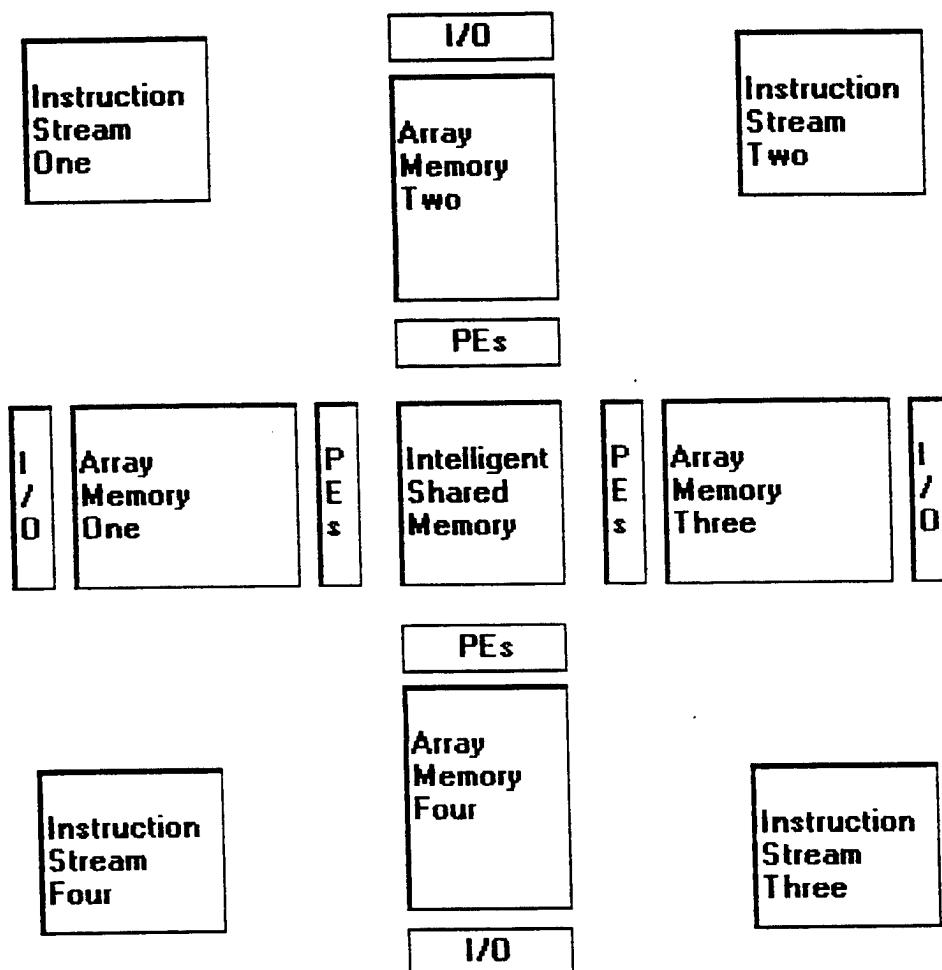 I/O
Instruction
Stream
One
Array
Memory
Two
Instruction
Stream
Two
PEs
I
/
O
Array
Memory
One
P
E
s
Intelligent
Shared
Memory
P
E
s
Array
Memory
Three
I
/
O
PEs
Array
Memory
Four
Instruction
Stream
Four
Instruction
Stream
Three
I/O